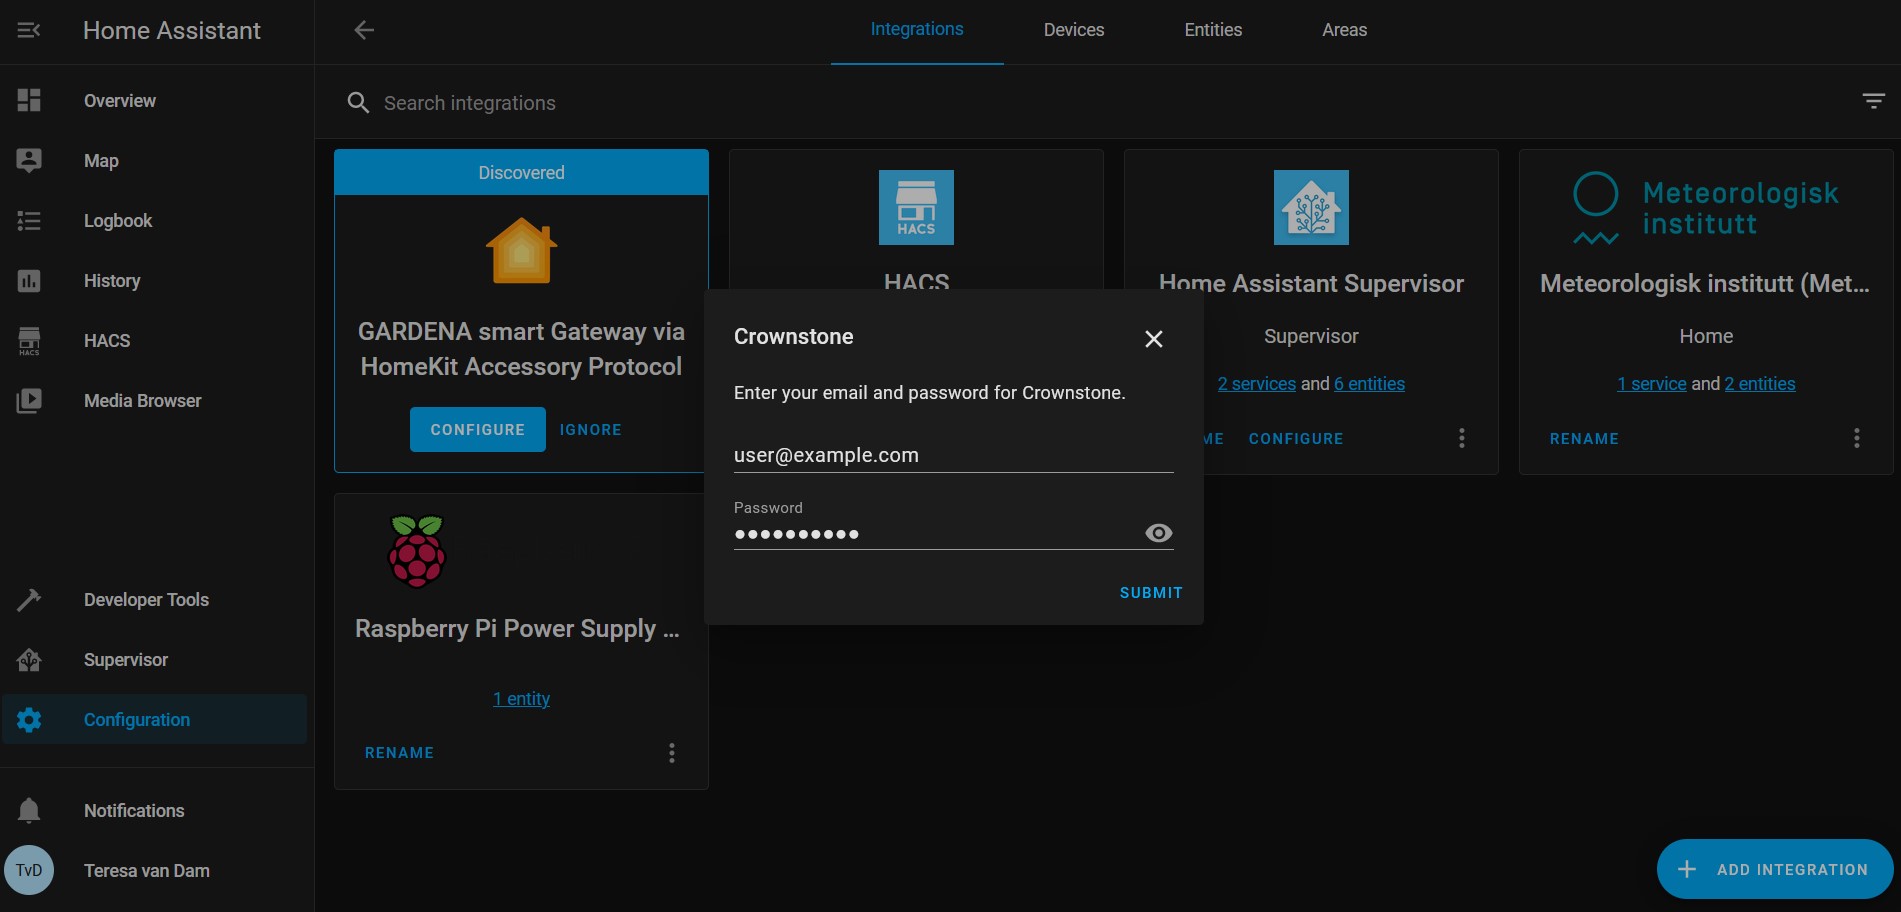 Home Assistant
Overview
Map
Logbook
History
HACS
HACS
Media Browser
Developer Tools
Supervisor
Configuration
Notifications
TvD
Teresa van Dam
Integrations
Devices
Entities
Areas
Search integrations
Discovered
GARDENA smart Gateway via
HomeKit Accessory Protocol
CONFIGURE
IGNORE
HACS
HACS
Home Assistant Supervisor
Supervisor
2 services and 6 entities
ME
CONFIGURE
Meteorologisk
institutt
Meteorologisk institutt (Met...
Home
1 service and 2 entities
RENAME
Raspberry Pi Power Supply ...
1 entity
RENAME
Crownstone
Enter your email and password for Crownstone.
user@example.com
Password
●●●●●●●●●●
SUBMIT
ADD INTEGRATION